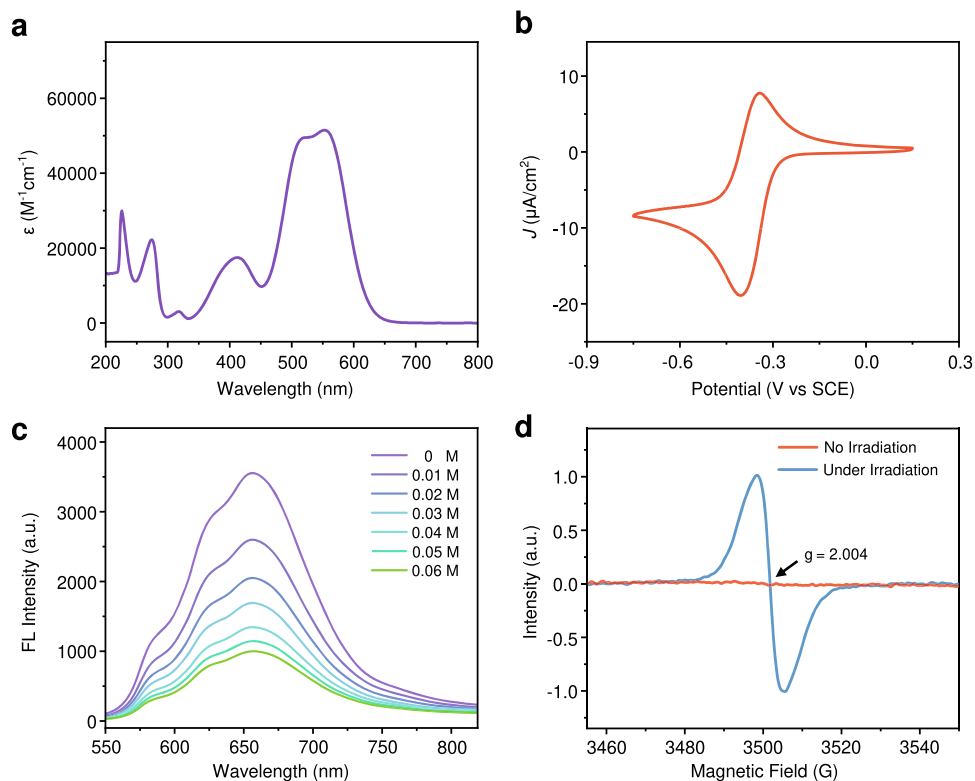 a
60000
40000
20000
0
ε (M⁻¹cm⁻¹)
200 300 400 500 600 700 800
Wavelength (nm)
b
10
0
-10
-20
J (μA/cm²)
-0.9 -0.6 -0.3 0.0 0.3
Potential (V vs SCE)
c
4000
3000
2000
1000
0
FL Intensity (a.u.)
0 M
0.01 M
0.02 M
0.03 M
0.04 M
0.05 M
0.06 M
550 600 650 700 750 800
Wavelength (nm)
d
No Irradiation
Under Irradiation
1.0
0.5
0.0
-0.5
-1.0
Intensity (a.u.)
g = 2.004
3460 3480 3500 3520 3540
Magnetic Field (G)